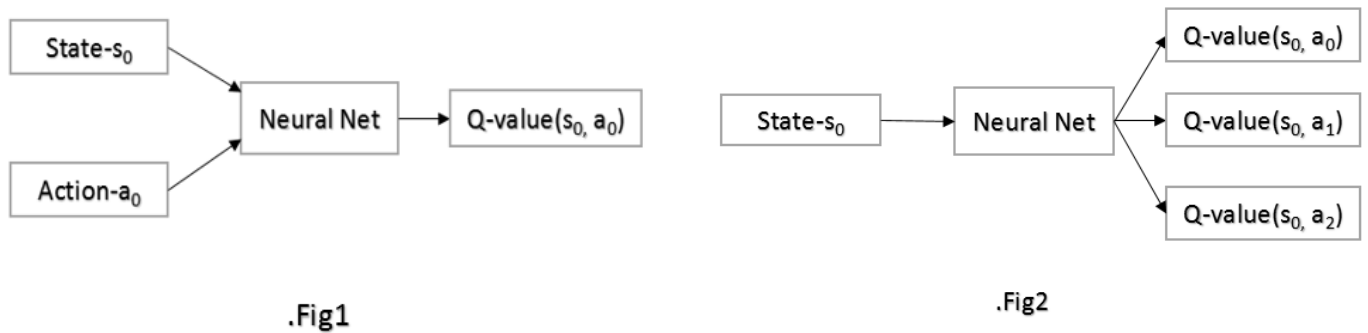 State-s₀
Action-a₀
Neural Net
Q-value(s₀, a₀)
.Fig1
State-s₀
Neural Net
Q-value(s₀, a₀)
Q-value(s₀, a₁)
Q-value(s₀, a₂)
.Fig2